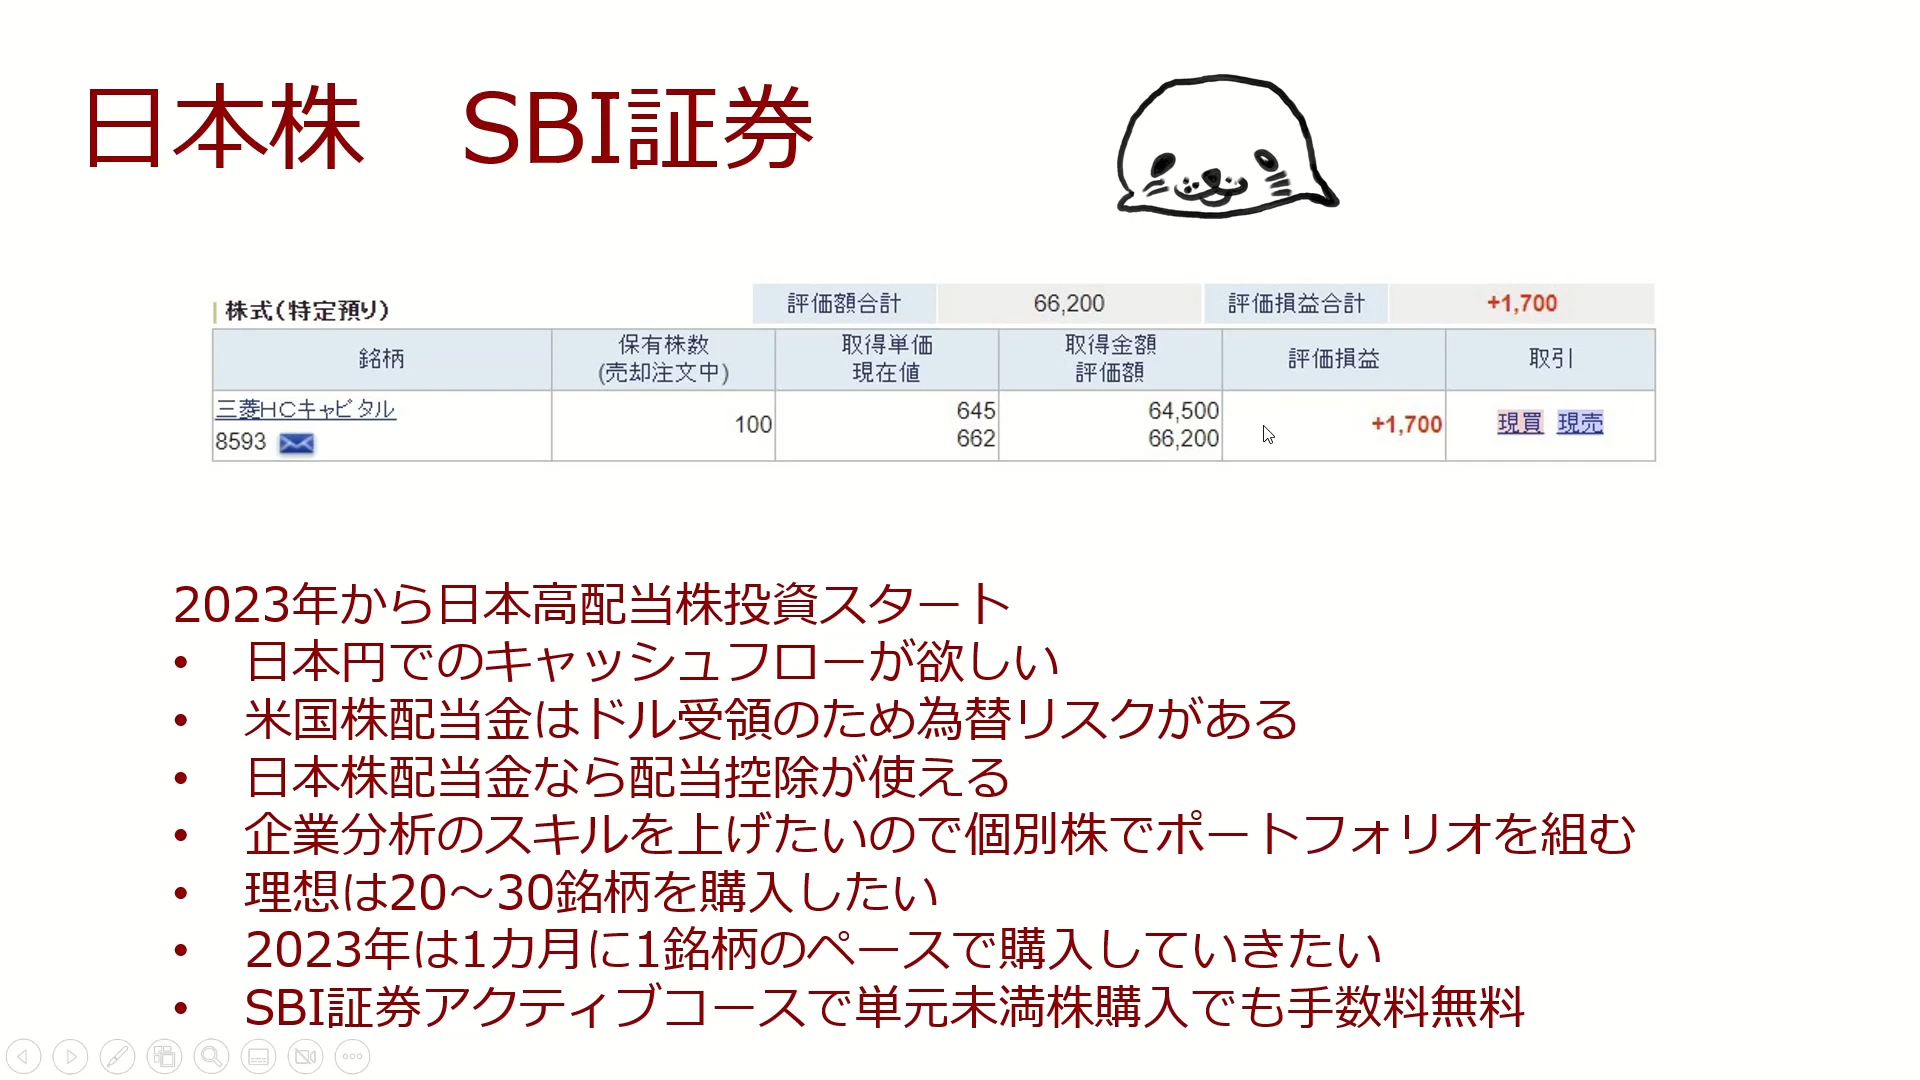 日本株　SBI証券
株式(特定預り)
評価額合計 66,200 評価損益合計 +1,700
銘柄 保有株数 (売却注文中) 取得単価 現在値 取得金額 評価額 評価損益 取引
三菱HCキャピタル
8593
100
645
662
64,500
66,200
+1,700
現買 現売
2023年から日本高配当株投資スタート
• 日本円でのキャッシュフローが欲しい
• 米国株配当金はドル受領のため為替リスクがある
• 日本株配当金なら配当控除が使える
• 企業分析のスキルを上げたいので個別株でポートフォリオを組む
• 理想は20～30銘柄を購入したい
• 2023年は1カ月に1銘柄のペースで購入していきたい
• SBI証券アクティブコースで単元未満株購入でも手数料無料